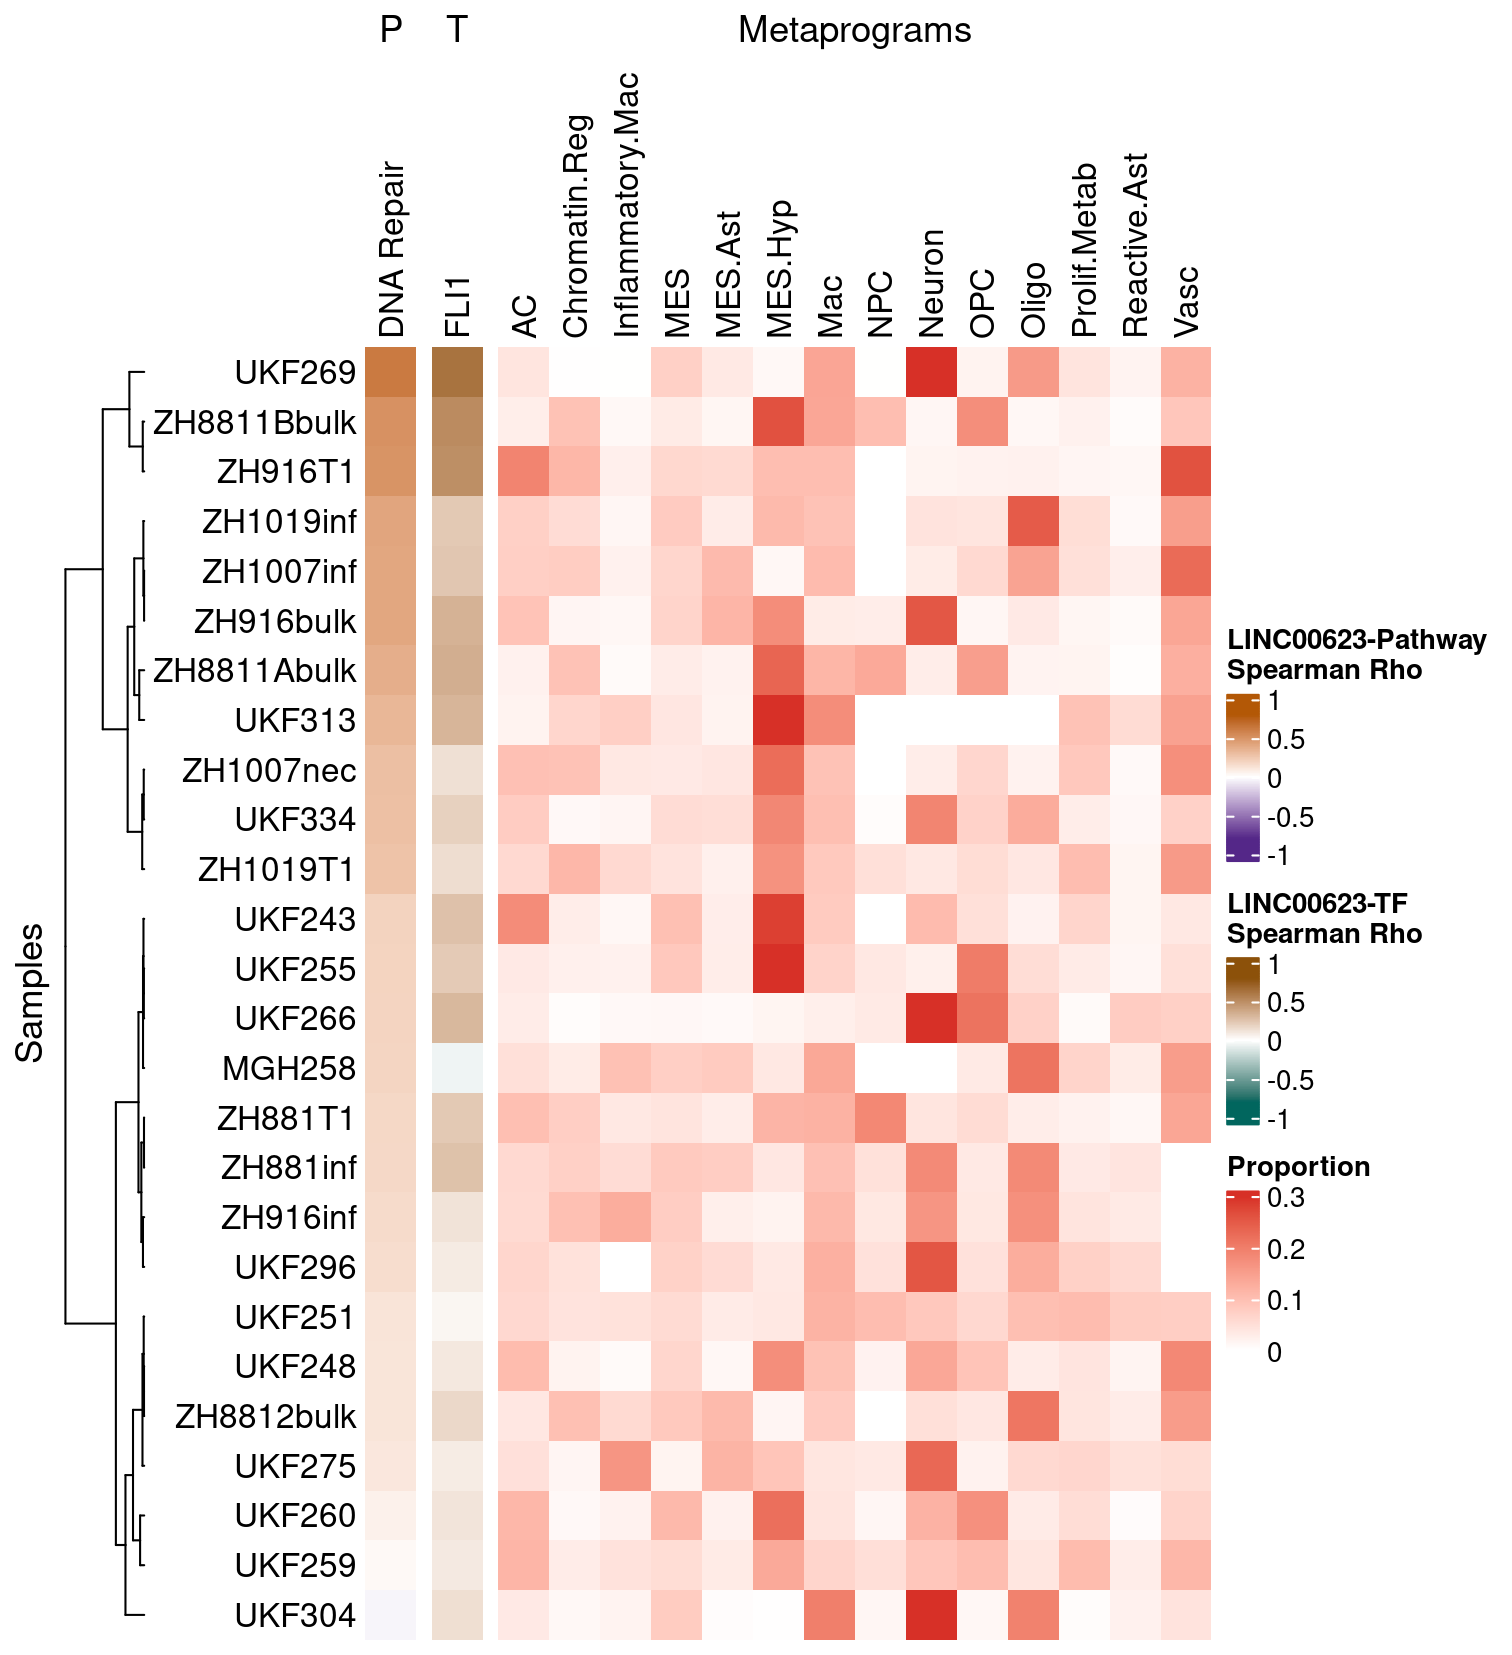 P T Metaprograms
DNA Repair
FLI1
AC
Chromatin.Reg
Inflammatory.Mac
MES
MES.Ast
MES.Hyp
Mac
NPC
Neuron
OPC
Oligo
Prolif.Metab
Reactive.Ast
Vasc
Samples
UKF269
ZH8811Bbulk
ZH916T1
ZH1019inf
ZH1007inf
ZH916bulk
ZH8811Abulk
UKF313
ZH1007nec
UKF334
ZH1019T1
UKF243
UKF255
UKF266
MGH258
ZH881T1
ZH881inf
ZH916inf
UKF296
UKF251
UKF248
ZH8812bulk
UKF275
UKF260
UKF259
UKF304
LINC00623-Pathway
Spearman Rho
1
0.5
0
-0.5
-1
LINC00623-TF
Spearman Rho
1
0.5
0
-0.5
-1
Proportion
0.3
0.2
0.1
0